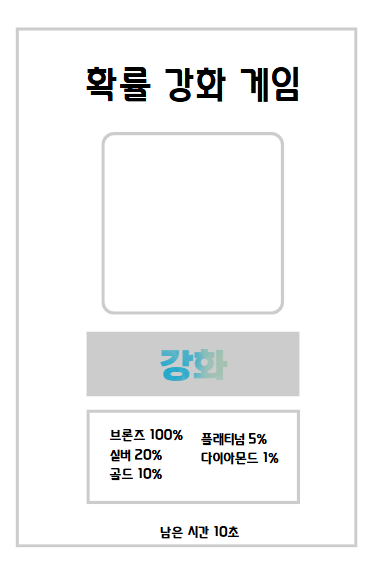 확률 강화 게임
강화
브론즈 100%
실버 20%
골드 10%
플래티넘 5%
다이아몬드 1%
남은 시간 10초